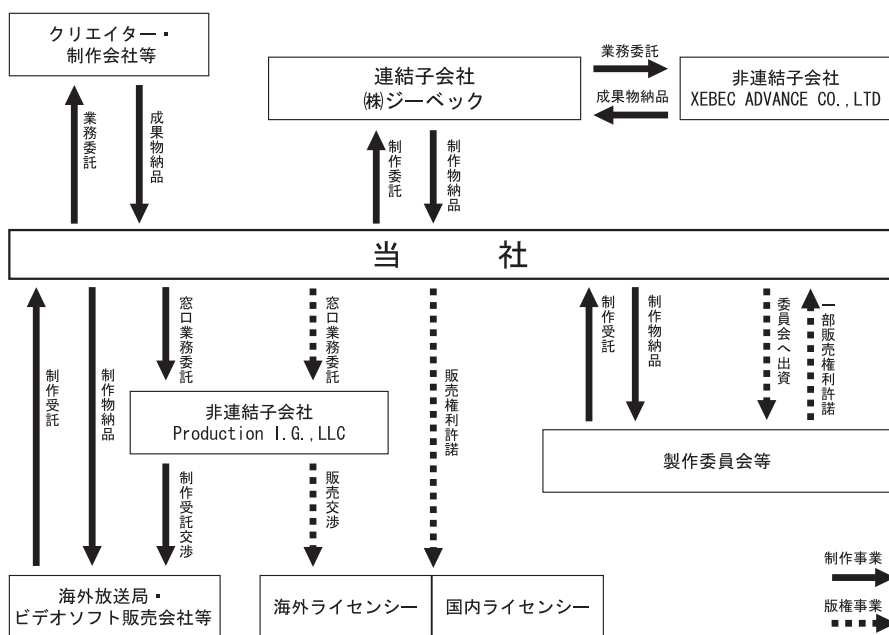 クリエイター・
制作会社等
連結子会社
㈱ジーベック
業務委託
成果物納品
非連結子会社
XEBEC ADVANCE CO.,LTD
業務委託
成果物納品
制作委託
制作物納品
当社
制作受託
制作物納品
窓口業務委託
窓口業務委託
販売権利許諾
制作受託
制作物納品
委員会へ出資
一部販売権利許諾
非連結子会社
Production I.G.,LLC
製作委員会等
制作受託交渉
販売交渉
海外放送局・
ビデオソフト販売会社等
海外ライセンシー
国内ライセンシー
制作事業
版権事業